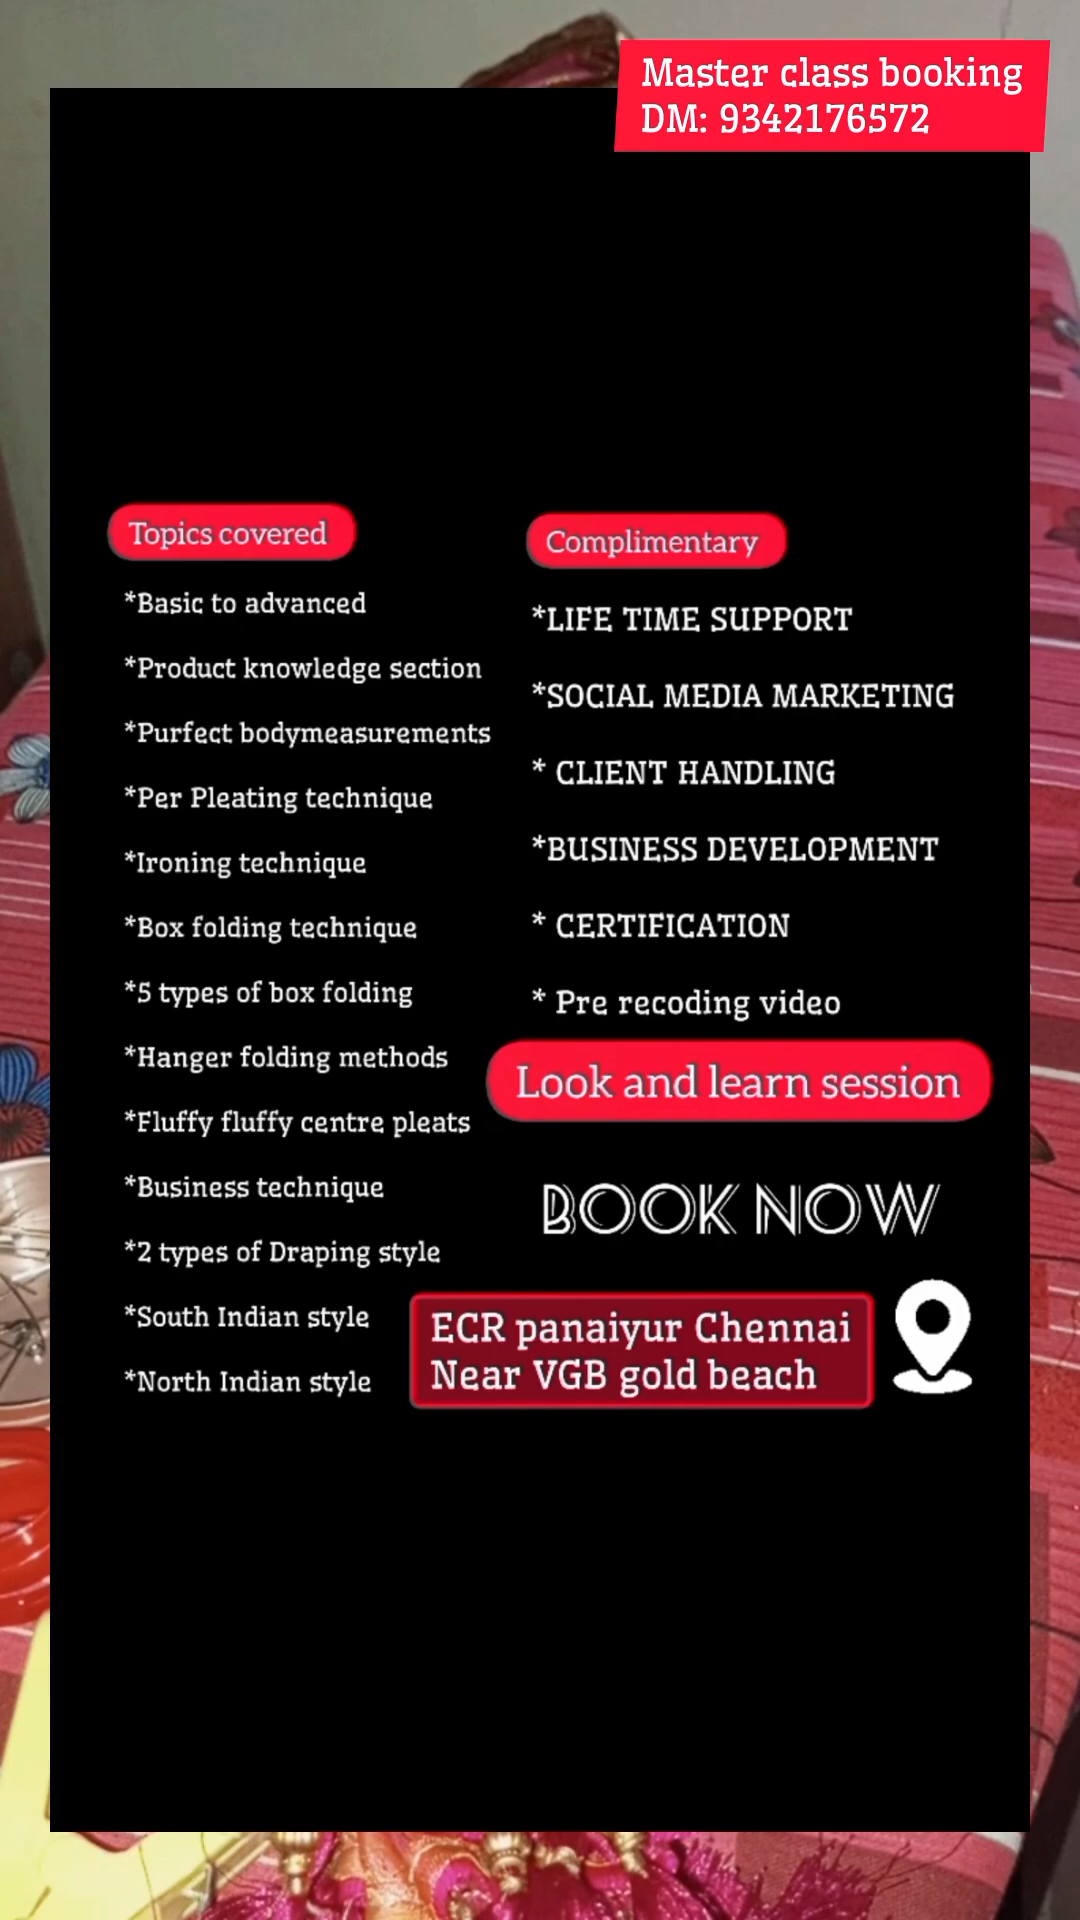 Master class booking
DM: 9342176572
Topics covered
*Basic to advanced
*Product knowledge section
*Purfect bodymeasurements
*Per Pleating technique
*Ironing technique
*Box folding technique
*5 types of box folding
*Hanger folding methods
*Fluffy fluffy centre pleats
*Business technique
*2 types of Draping style
*South Indian style
*North Indian style
Complimentary
*LIFE TIME SUPPORT
*SOCIAL MEDIA MARKETING
* CLIENT HANDLING
*BUSINESS DEVELOPMENT
* CERTIFICATION
* Pre recoding video
Look and learn session
BOOK NOW
ECR panaiyur Chennai
Near VGB gold beach